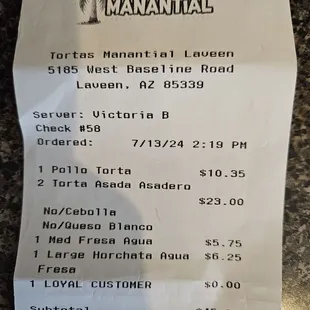 MANANTIAL
Tortas Manantial Laveen
5185 West Baseline Road
Laveen, AZ 85339
Server: Victoria B
Check #58
Ordered: 7/13/24 2:19 PM
1 Pollo Torta $10.35
2 Torta Asada Asadero
$23.00
No/Cebolla
No/Queso Blanco
1 Med Fresa Agua $5.75
1 Large Horchata Agua $6.25
Fresa
1 LOYAL CUSTOMER $0.00
Subtotal